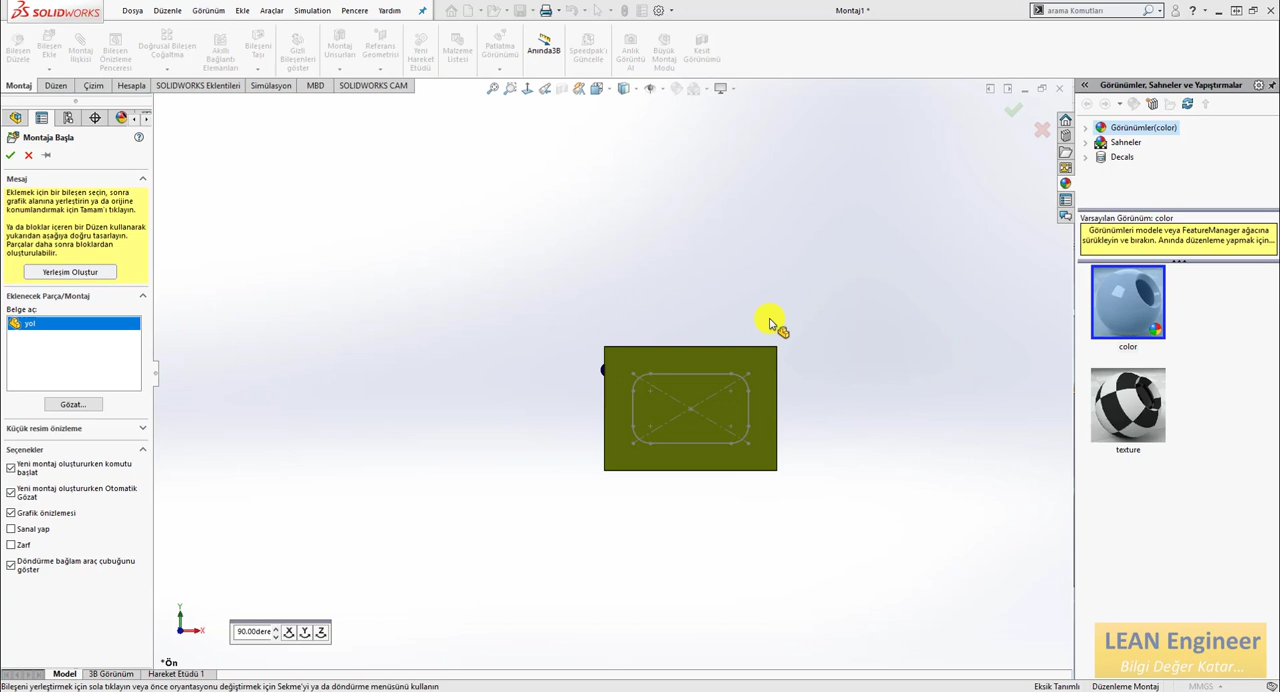 SOLIDWORKS
Dosya Düzenle Görünüm Ekle Araçlar Simulation Pencere Yardım
Montaj1 *
arama Komutları
Bileşen Düzenle
Bileşen Ekle
Montaj İlişkisi
Bileşen Önizleme Penceresi
Doğrusal Bileşen Çoğaltma
Akıllı Bağlantı Elemanları
Bileşeni Taşı
Gizli Bileşenleri göster
Montaj Unsurları
Referans Geometrisi
Yeni Hareket Etüdü
Malzeme Listesi
Patlatma Görünümü
Anında3B
Speedpak'ı Güncelle
Anlık Görüntü Al
Büyük Montaj Modu
Kesit Görünümü
Montaj Düzen Çizim Hesapla SOLIDWORKS Eklentileri Simülasyon MBD SOLIDWORKS CAM
Montaja Başla
Mesaj
Eklemek için bir bileşen seçin, sonra
grafik alanına yerleştirin ya da orijine
konumlandırmak için Tamam'ı tıklayın.
Ya da bloklar içeren bir Düzen kullanarak
yukarıdan aşağıya doğru tasarlayın.
Parçalar daha sonra bloklardan
oluşturulabilir.
Yerleşim Oluştur
Eklenecek Parça/Montaj
Belge aç:
yol
Gözat...
Küçük resim önizleme
Seçenekler
Yeni montaj oluştururken komutu
başlat
Yeni montaj oluştururken Otomatik
Gözat
Grafik önizlemesi
Sanal yap
Zarf
Döndürme bağlam araç çubuğunu
göster
Y
X
90.00dere
X Y Z
*Ön
Görünümler, Sahneler ve Yapıştırmalar
Görünümler(color)
Sahneler
Decals
Varsayılan Görünüm: color
Görünümleri modele veya FeatureManager ağacına
sürükleyin ve bırakın. Anında düzenleme yapmak için,...
color
texture
LEAN Engineer
Bilgi Değer Katar...
Model 3B Görünüm Hareket Etüdü 1
Bileşeni yerleştirmek için sola tıklayın veya önce oryantasyonu değiştirmek için Sekme'yi ya da döndürme menüsünü kullanın
Eksik Tanımlı Düzenleme Montaj MMGS